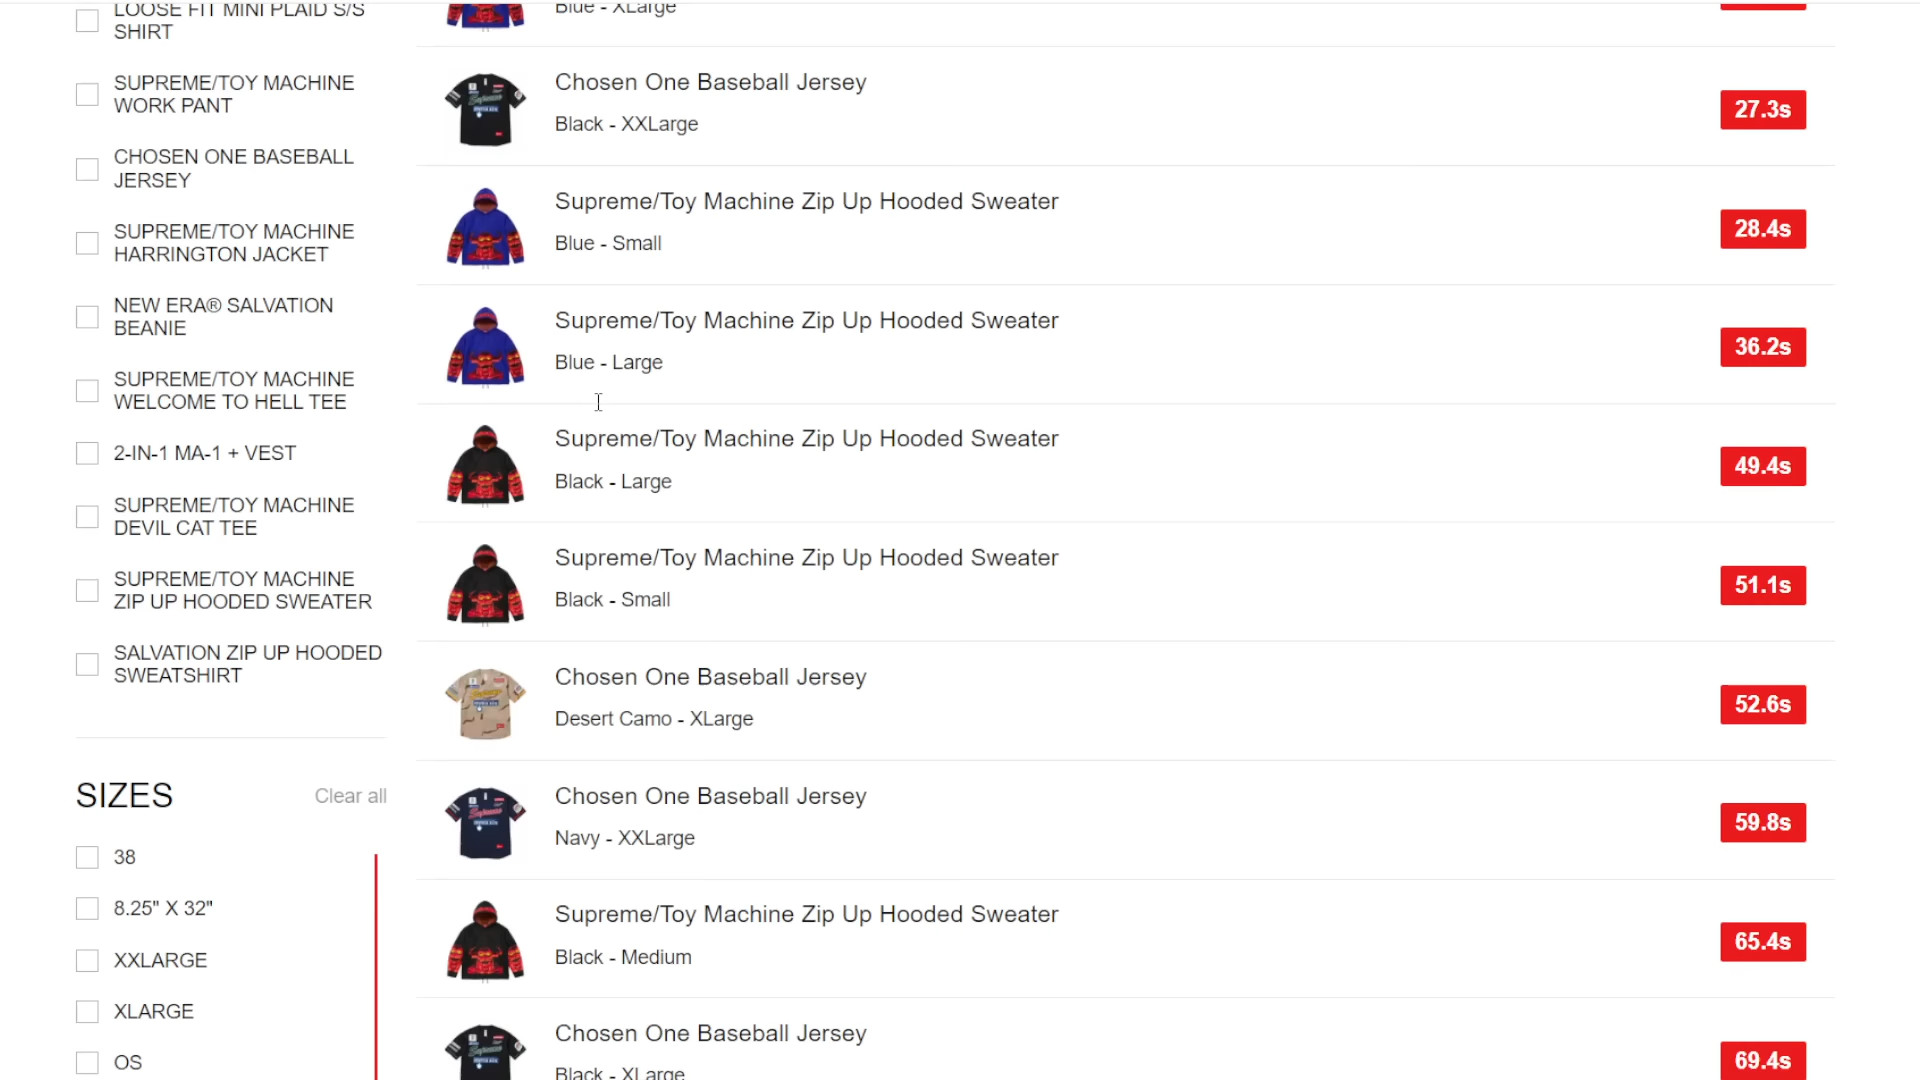 LOOSE FIT MINI PLAID S/S
SHIRT
SUPREME/TOY MACHINE
WORK PANT
CHOSEN ONE BASEBALL
JERSEY
SUPREME/TOY MACHINE
HARRINGTON JACKET
NEW ERA® SALVATION
BEANIE
SUPREME/TOY MACHINE
WELCOME TO HELL TEE
2-IN-1 MA-1 + VEST
SUPREME/TOY MACHINE
DEVIL CAT TEE
SUPREME/TOY MACHINE
ZIP UP HOODED SWEATER
SALVATION ZIP UP HOODED
SWEATSHIRT
SIZES
Clear all
38
8.25" X 32"
XXLARGE
XLARGE
OS
Blue - XLarge
Chosen One Baseball Jersey
Black - XXLarge
27.3s
Supreme/Toy Machine Zip Up Hooded Sweater
Blue - Small
28.4s
Supreme/Toy Machine Zip Up Hooded Sweater
Blue - Large
36.2s
Supreme/Toy Machine Zip Up Hooded Sweater
Black - Large
49.4s
Supreme/Toy Machine Zip Up Hooded Sweater
Black - Small
51.1s
Chosen One Baseball Jersey
Desert Camo - XLarge
52.6s
Chosen One Baseball Jersey
Navy - XXLarge
59.8s
Supreme/Toy Machine Zip Up Hooded Sweater
Black - Medium
65.4s
Chosen One Baseball Jersey
Black - XLarge
69.4s